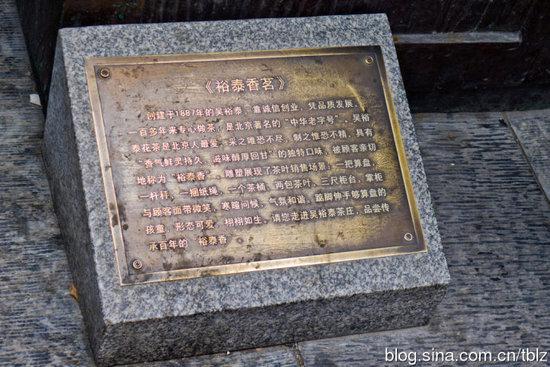 《裕泰香茗》
创建于1887年的吴裕泰，靠诚信创业，凭品质发展，
一百多年来专心做茶，是北京著名的“中华老字号”。吴裕
泰花茶是北京人最爱，采之唯恐不尽，制之惟恐不精，具有
“香气鲜灵持久，滋味醇厚回甘”的独特口味，被顾客亲切
地称为“裕泰香”。雕塑展现了茶叶销售场景：一把算盘，
一杆秤，一捆纸绳，一个茶桶，两包茶叶，三尺柜台，掌柜
与顾客面带微笑，寒暄问候，气氛和谐，踮脚伸手够算盘的
孩童，形态可爱，栩栩如生。请您走进吴裕泰茶庄，品尝传
承百年的“裕泰香
blog.sina.com.cn/tblz